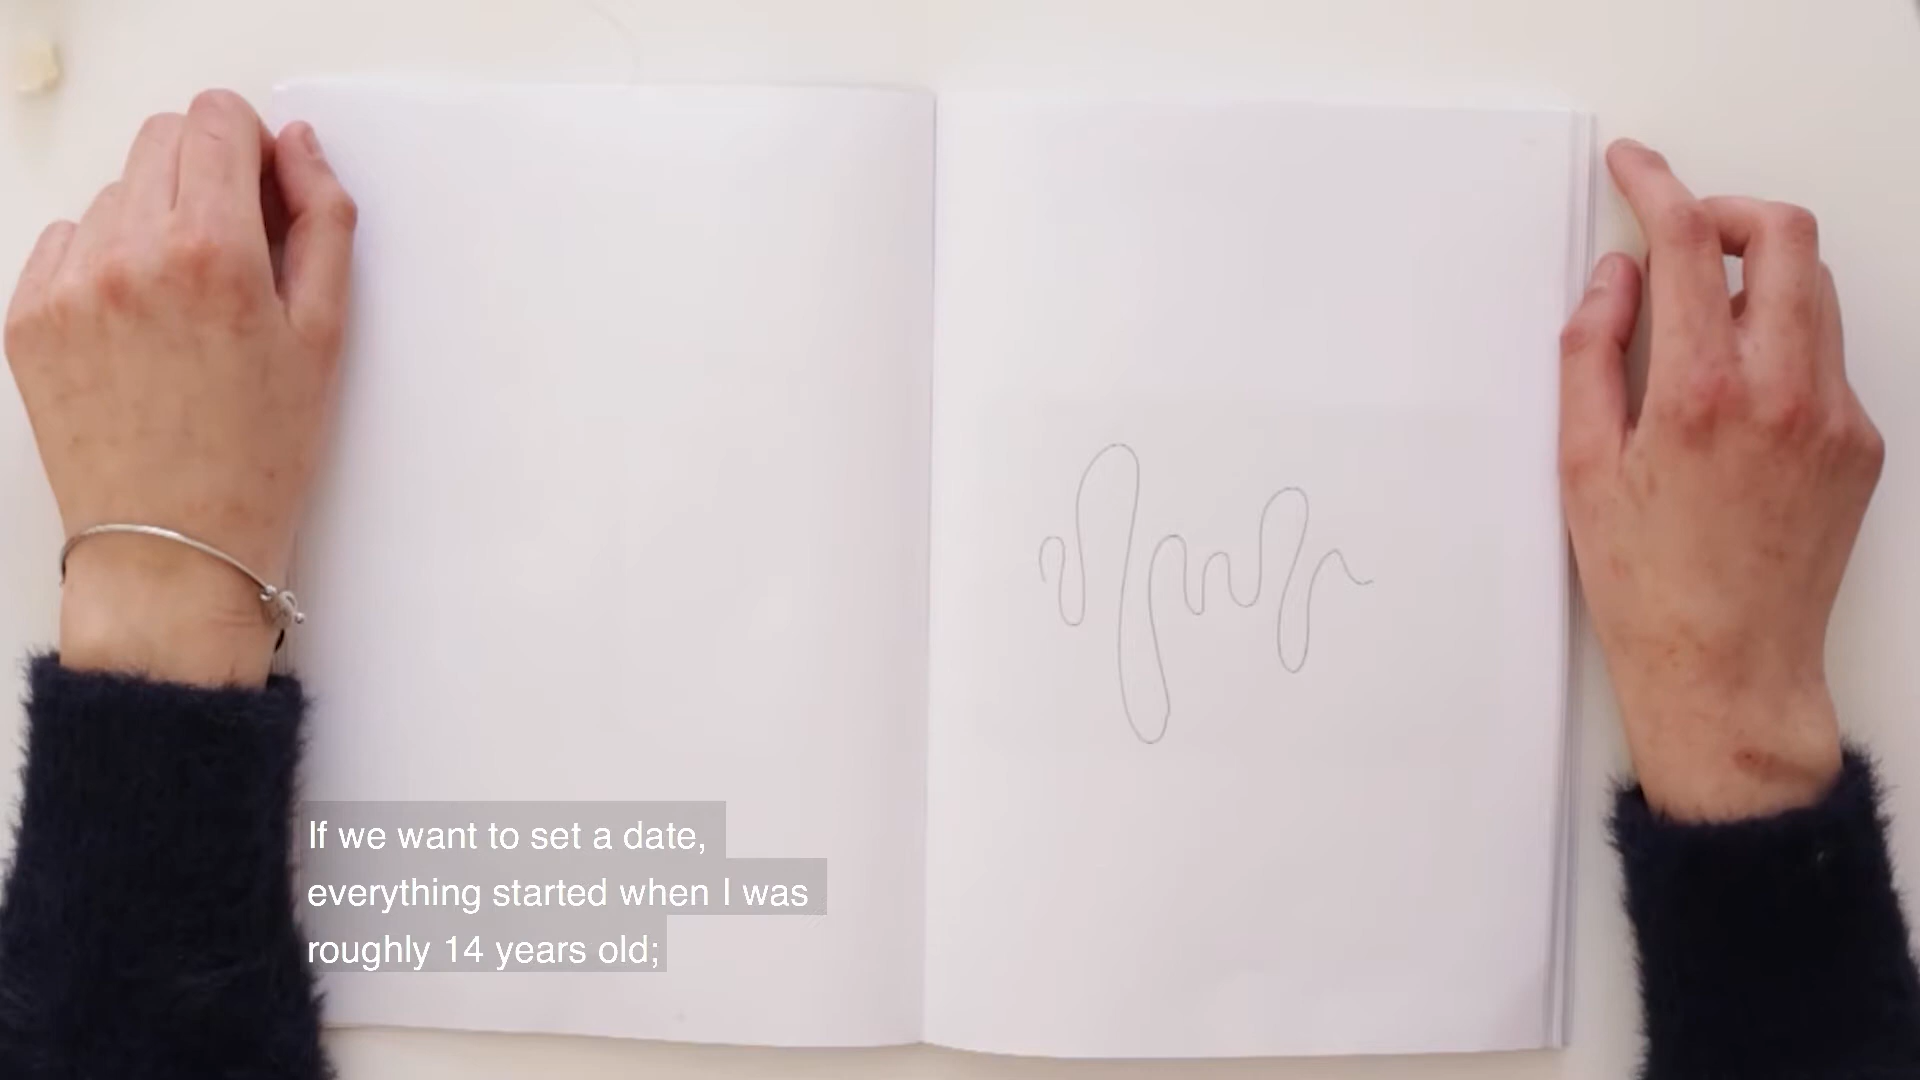 If we want to set a date,
everything started when I was
roughly 14 years old;